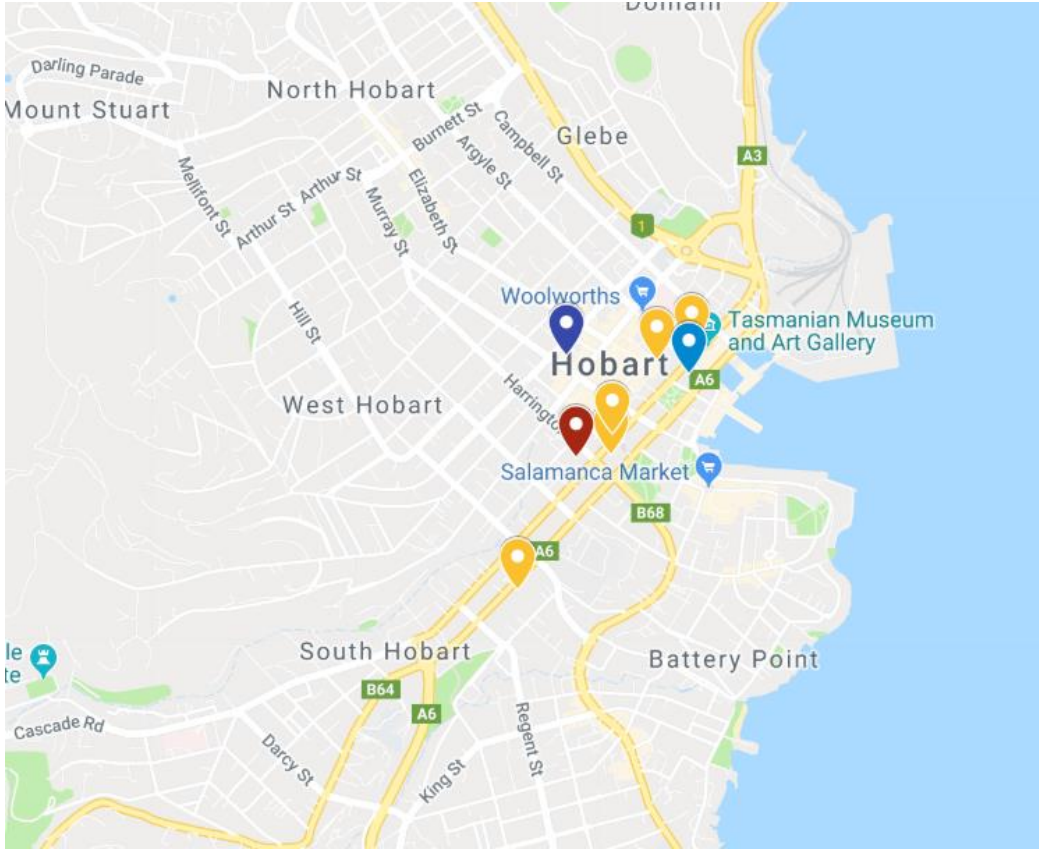 Domain
Darling Parade
North Hobart
Mount Stuart
Burnett St
Campbell St
Glebe
Argyle St
A3
Mellifont St
Arthur St
Arthur St
Elizabeth St
Murray St
1
Woolworths
Hill St
Tasmanian Museum
and Art Gallery
Hobart
A6
Harrington
West Hobart
Salamanca Market
B68
A6
South Hobart
Battery Point
le
te
B64
A6
Cascade Rd
Regent St
Darcy St
King St